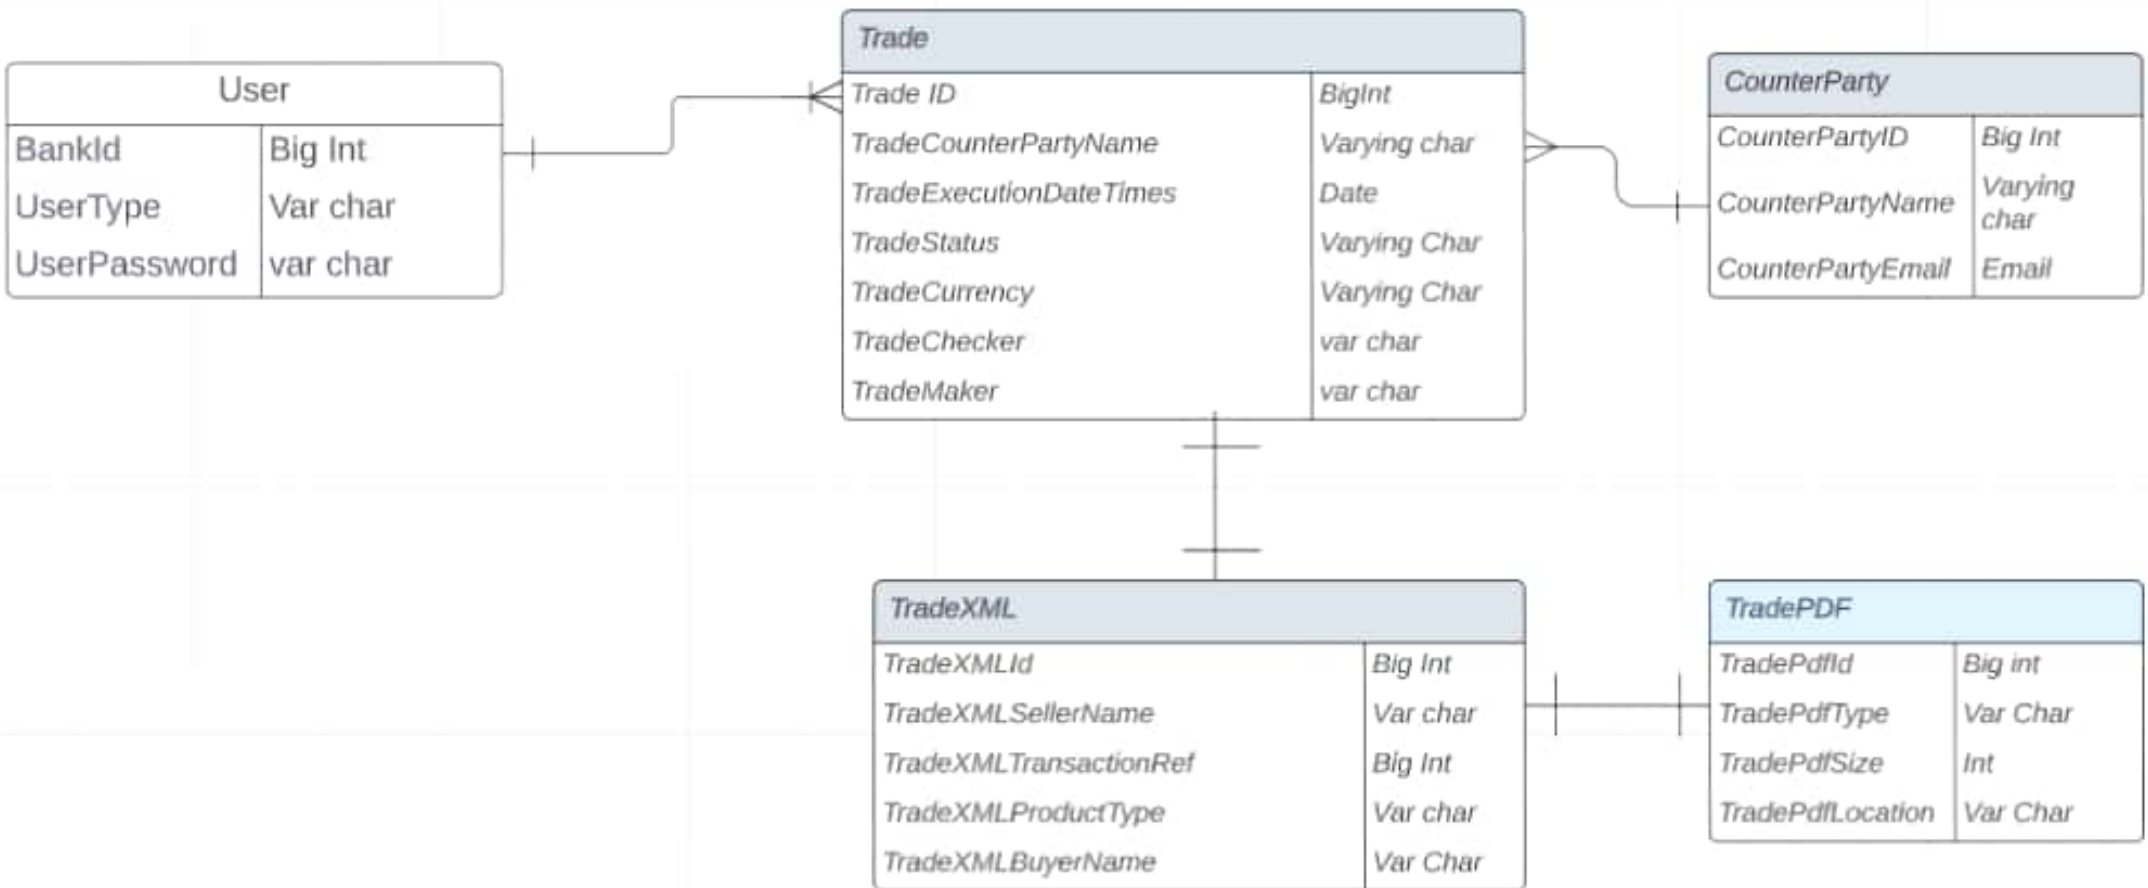 User
BankId Big Int
UserType Var char
UserPassword var char
Trade
Trade ID BigInt
TradeCounterPartyName Varying char
TradeExecutionDateTimes Date
TradeStatus Varying Char
TradeCurrency Varying Char
TradeChecker var char
TradeMaker var char
CounterParty
CounterPartyID Big Int
CounterPartyName Varying
char
CounterPartyEmail Email
TradeXML
TradeXMLId Big Int
TradeXMLSellerName Var char
TradeXMLTransactionRef Big Int
TradeXMLProductType Var char
TradeXMLBuyerName Var Char
TradePDF
TradePdfId Big int
TradePdfType Var Char
TradePdfSize Int
TradePdfLocation Var Char